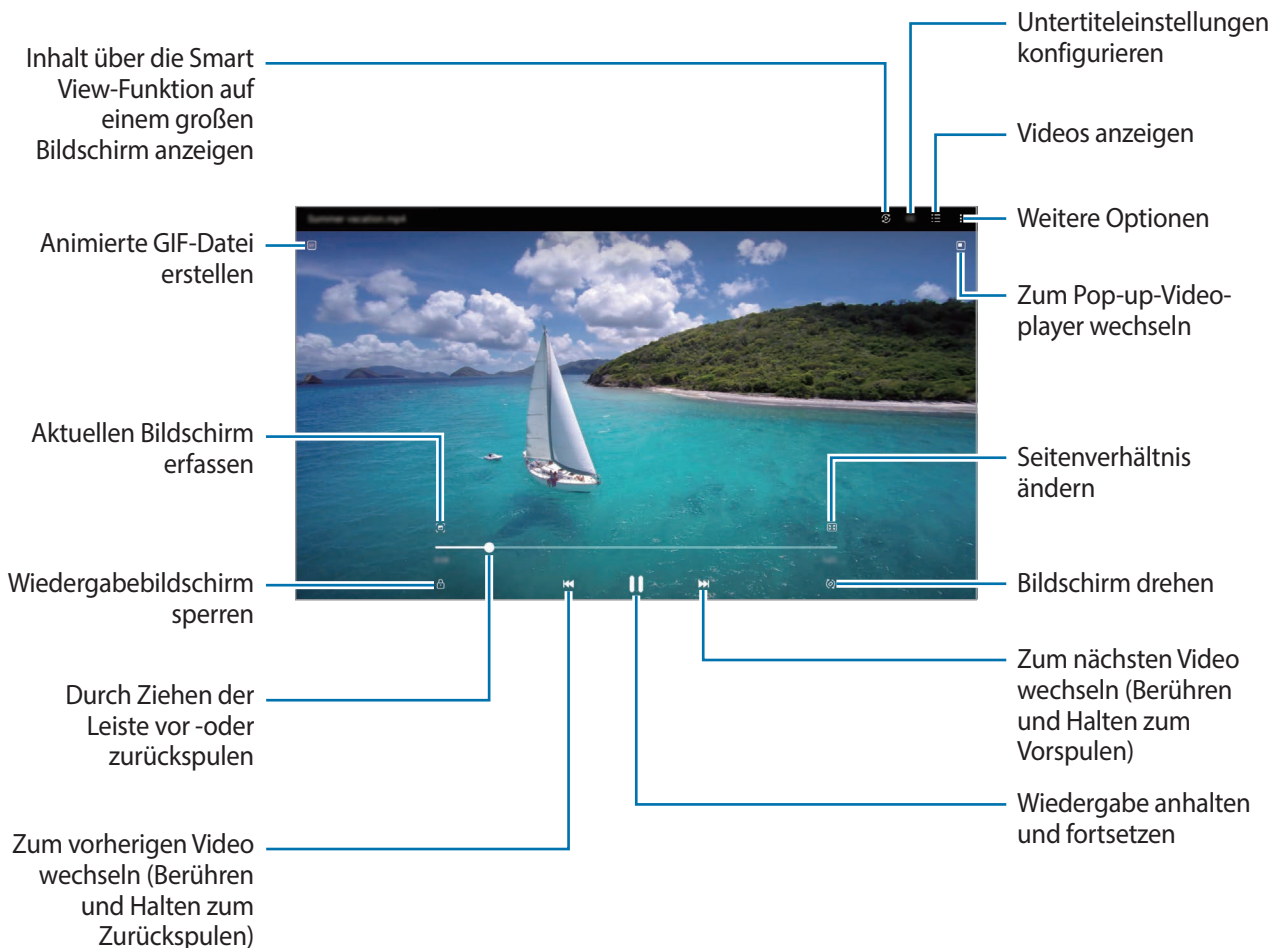 Untertiteleinstellungen
konfigurieren
Inhalt über die Smart
View-Funktion auf
einem großen
Bildschirm anzeigen
Videos anzeigen
Summer vacation.mp4
Weitere Optionen
Animierte GIF-Datei
erstellen
Zum Pop-up-Video-
player wechseln
Aktuellen Bildschirm
erfassen
Seitenverhältnis
ändern
Wiedergabebildschirm
sperren
Bildschirm drehen
Durch Ziehen der
Leiste vor -oder
zurückspulen
Zum nächsten Video
wechseln (Berühren
und Halten zum
Vorspulen)
Wiedergabe anhalten
und fortsetzen
Zum vorherigen Video
wechseln (Berühren
und Halten zum
Zurückspulen)